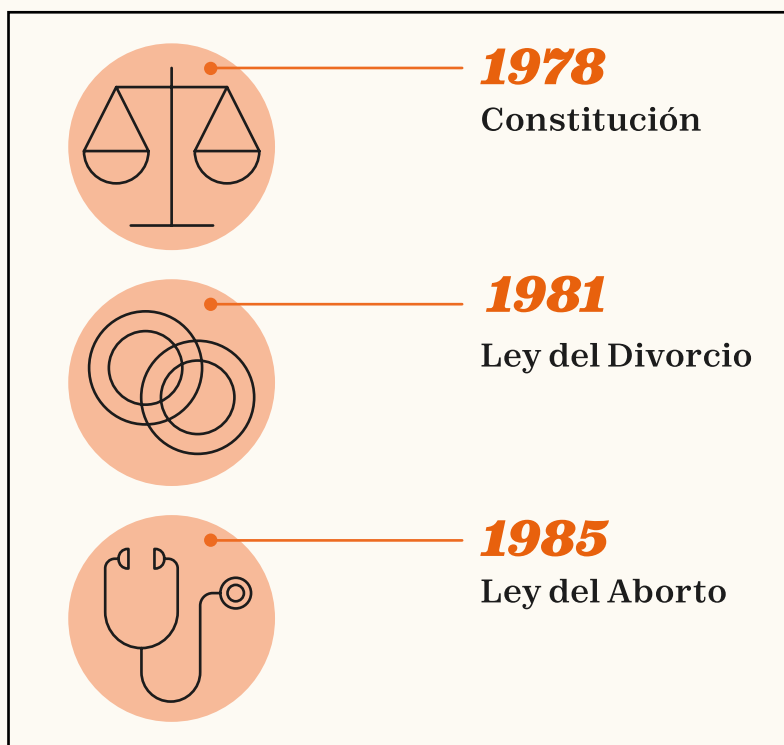 1978
Constitución
1981
Ley del Divorcio
1985
Ley del Aborto